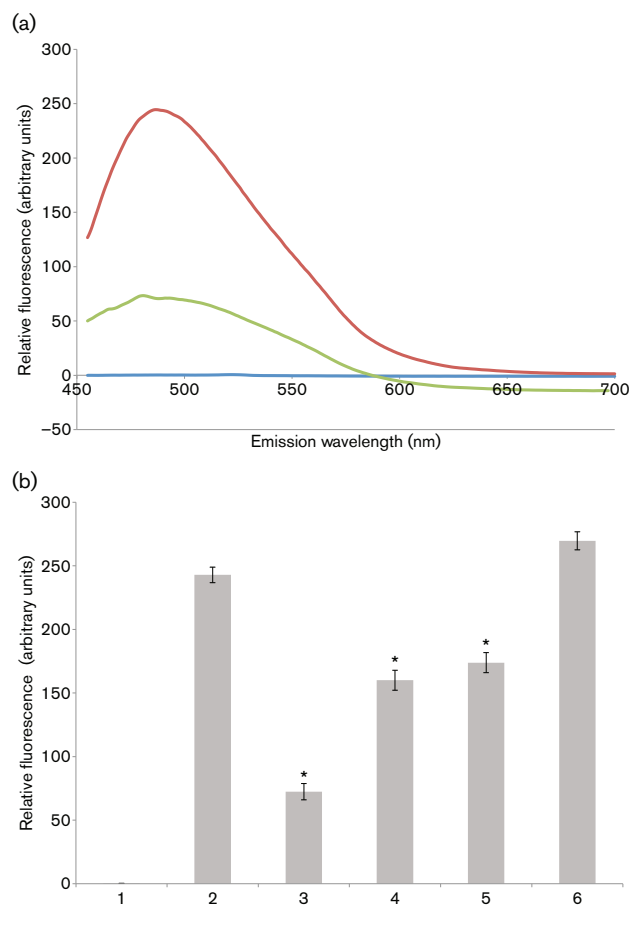 (a)
Relative fluorescence (arbitrary units)
300
250
200
150
100
50
0
−50
450 500 550 600 650 700
Emission wavelength (nm)
(b)
Relative fluorescence (arbitrary units)
300
250
200
150
100
50
0
* * *
1 2 3 4 5 6